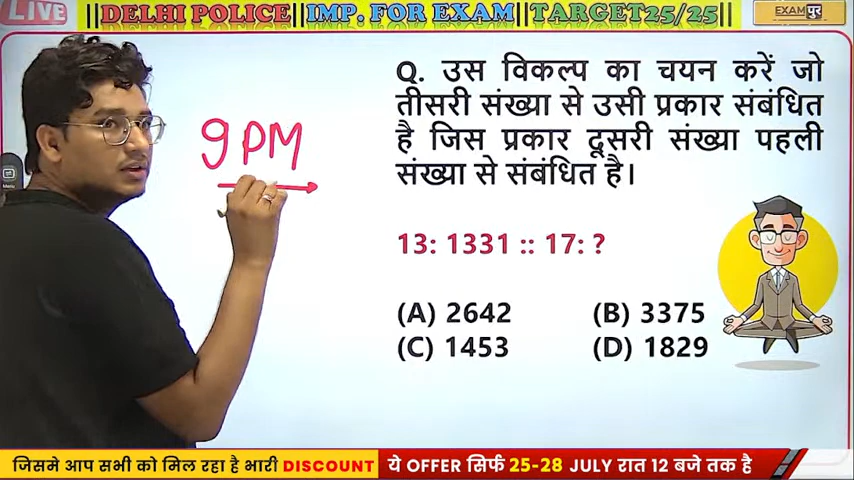 LIVE
||DELHI POLICE||IMP. FOR EXAM||TARGET25/25||
EXAMपुर
9 PM
Q. उस विकल्प का चयन करें जो
तीसरी संख्या से उसी प्रकार संबंधित
है जिस प्रकार दूसरी संख्या पहली
संख्या से संबंधित है।
13: 1331 :: 17: ?
(A) 2642 (B) 3375
(C) 1453 (D) 1829
जिसमे आप सभी को मिल रहा है भारी DISCOUNT ये OFFER सिर्फ 25-28 JULY रात 12 बजे तक है